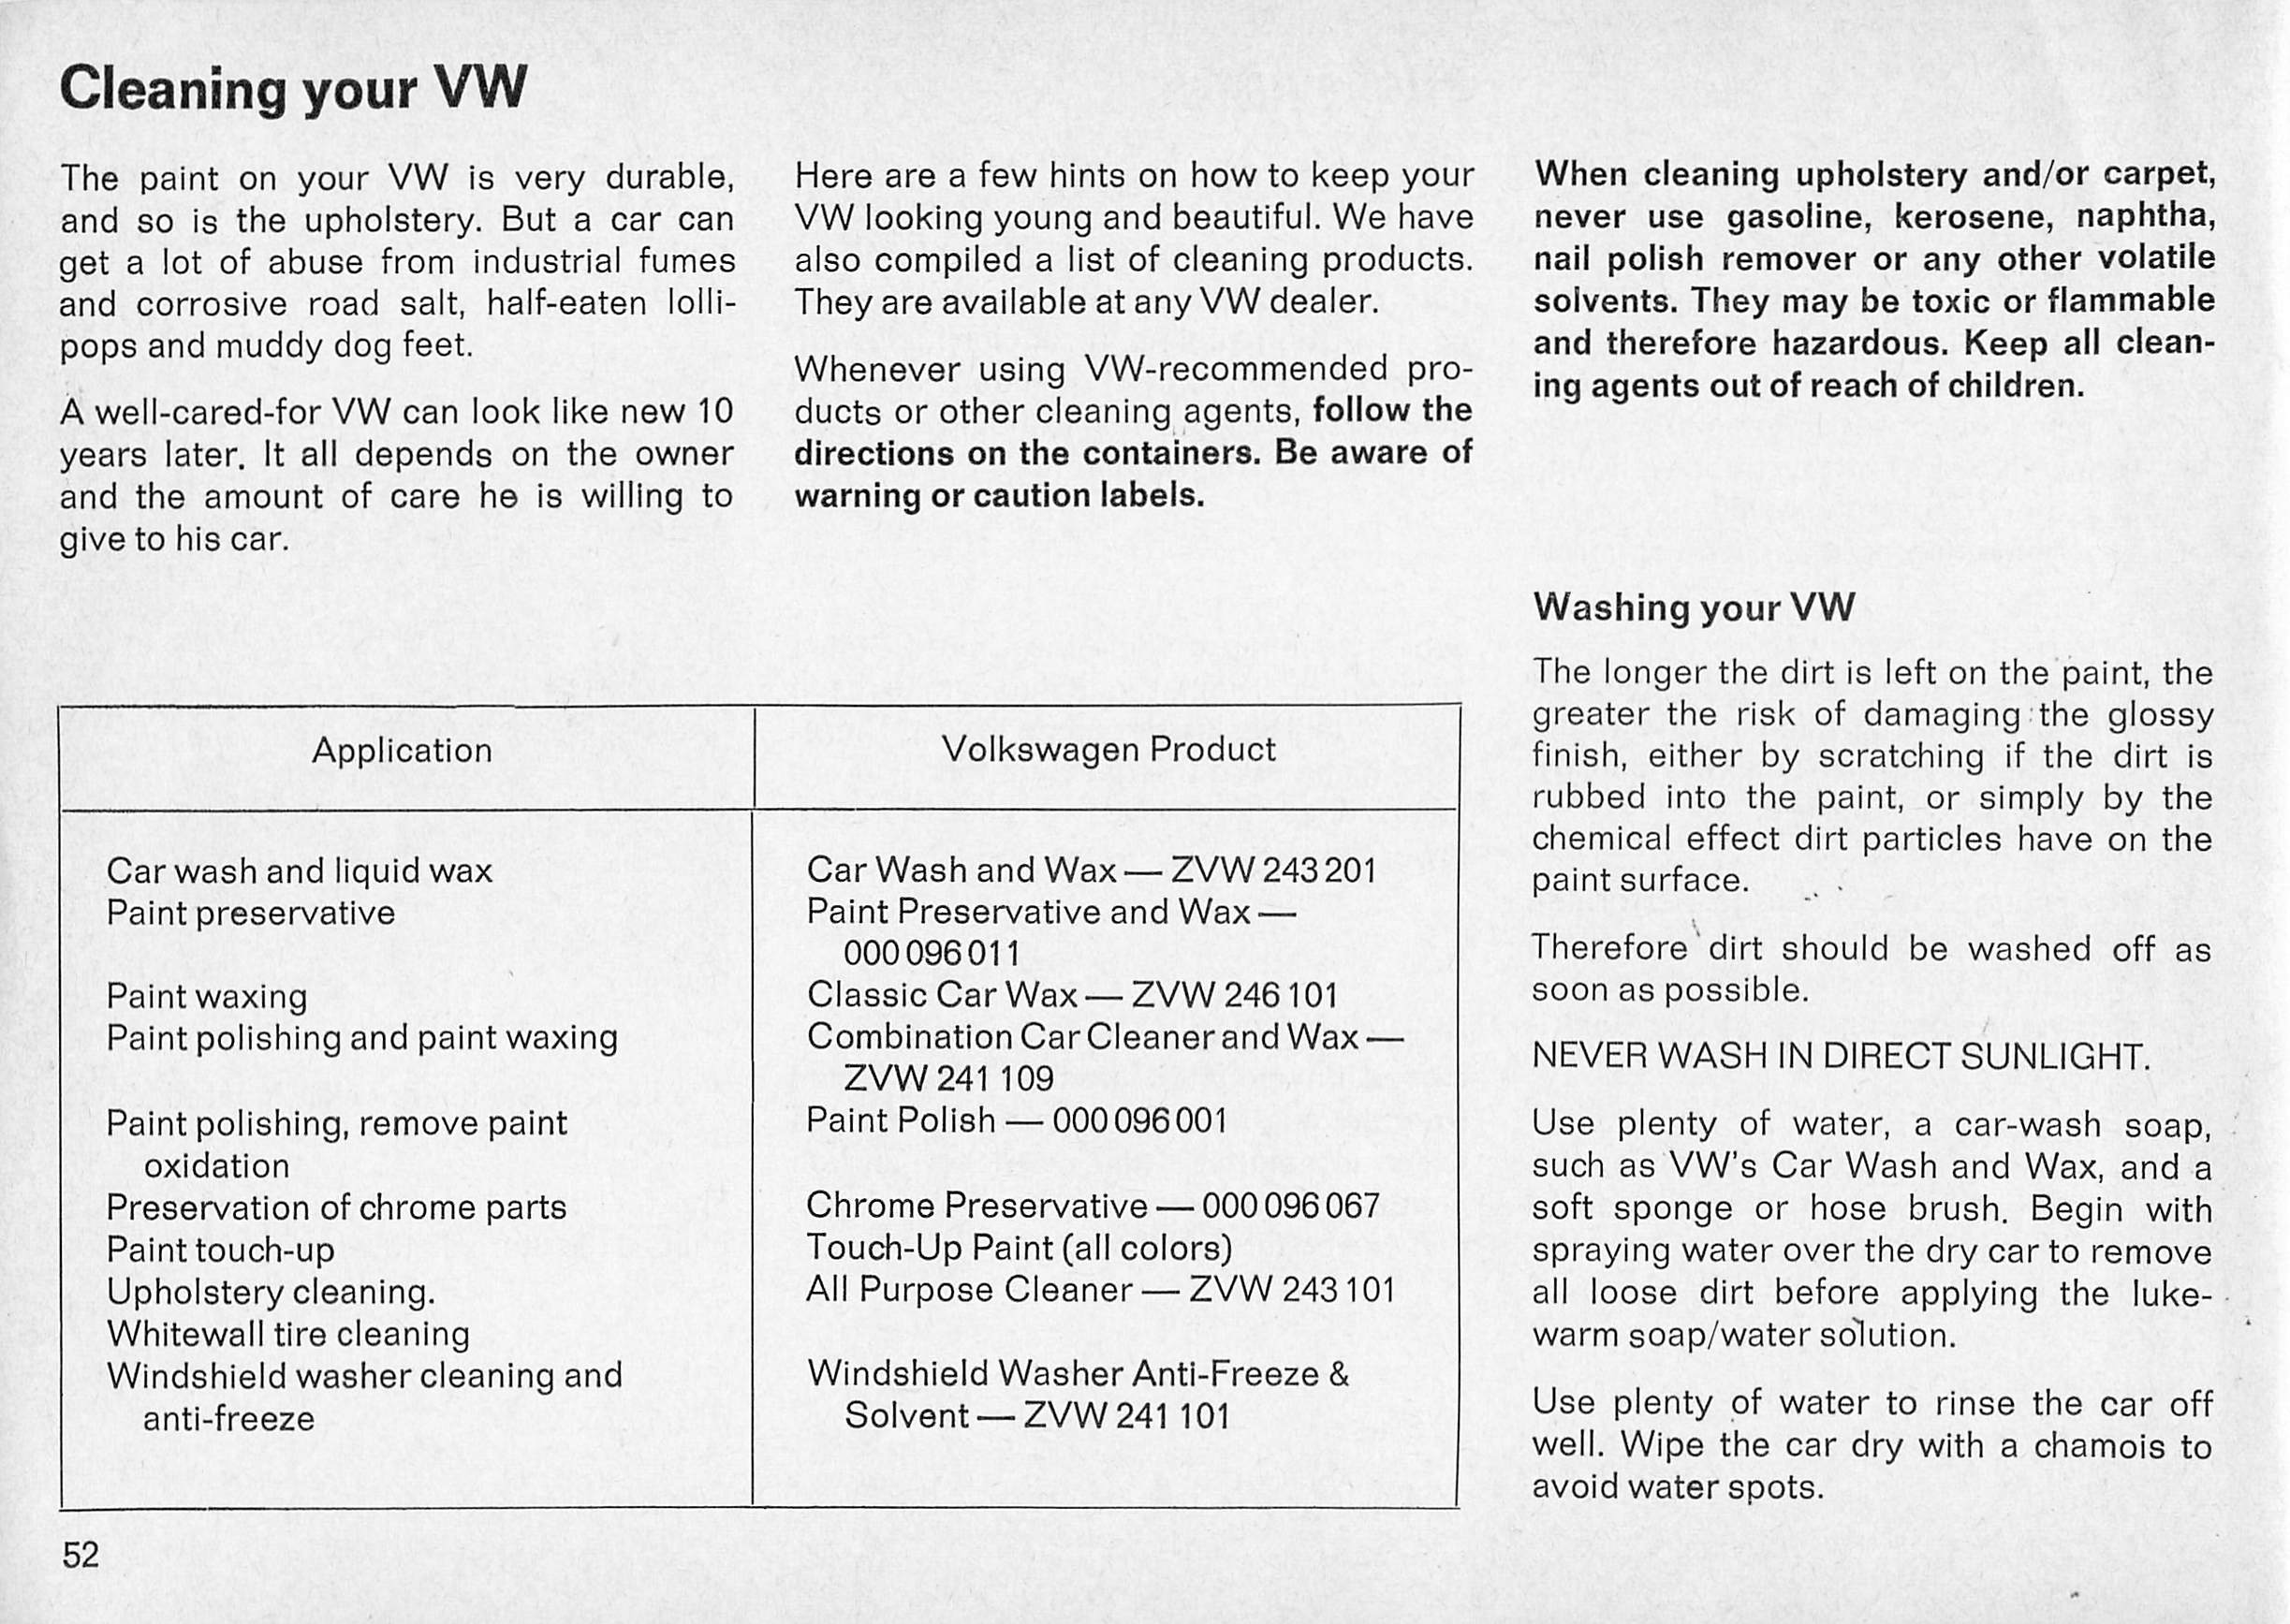 Cleaning your VW
The paint on your VW is very durable,
and so is the upholstery. But a car can
get a lot of abuse from industrial fumes
and corrosive road salt, half-eaten lolli-
pops and muddy dog feet.
A well-cared-for VW can look like new 10
years later. It all depends on the owner
and the amount of care he is willing to
give to his car.
Here are a few hints on how to keep your
VW looking young and beautiful. We have
also compiled a list of cleaning products.
They are available at any VW dealer.
Whenever using VW-recommended pro-
ducts or other cleaning agents, follow the
directions on the containers. Be aware of
warning or caution labels.
When cleaning upholstery and/or carpet,
never use gasoline, kerosene, naphtha,
nail polish remover or any other volatile
solvents. They may be toxic or flammable
and therefore hazardous. Keep all clean-
ing agents out of reach of children.
Application Volkswagen Product
Car wash and liquid wax Car Wash and Wax — ZVW 243 201
Paint preservative Paint Preservative and Wax —
000 096 011
Paint waxing Classic Car Wax — ZVW 246 101
Paint polishing and paint waxing Combination Car Cleaner and Wax —
ZVW 241 109
Paint polishing, remove paint Paint Polish — 000 096 001
oxidation
Preservation of chrome parts Chrome Preservative — 000 096 067
Paint touch-up Touch-Up Paint (all colors)
Upholstery cleaning. All Purpose Cleaner — ZVW 243 101
Whitewall tire cleaning
Windshield washer cleaning and Windshield Washer Anti-Freeze &
anti-freeze Solvent — ZVW 241 101
Washing your VW
The longer the dirt is left on the paint, the
greater the risk of damaging the glossy
finish, either by scratching if the dirt is
rubbed into the paint, or simply by the
chemical effect dirt particles have on the
paint surface.
Therefore dirt should be washed off as
soon as possible.
NEVER WASH IN DIRECT SUNLIGHT.
Use plenty of water, a car-wash soap,
such as VW's Car Wash and Wax, and a
soft sponge or hose brush. Begin with
spraying water over the dry car to remove
all loose dirt before applying the luke-
warm soap/water solution.
Use plenty of water to rinse the car off
well. Wipe the car dry with a chamois to
avoid water spots.
52